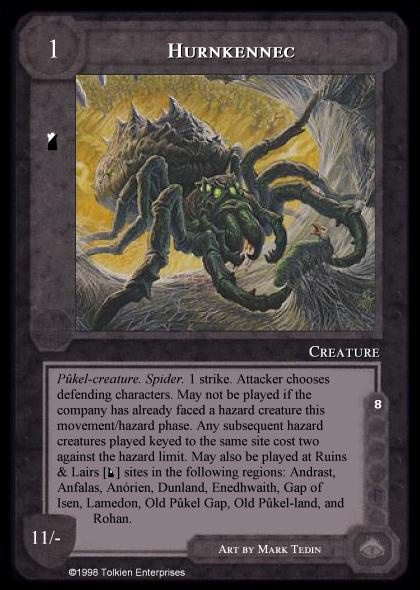 1
HURNKENNEC
CREATURE
Pûkel-creature. Spider. 1 strike. Attacker chooses
defending characters. May not be played if the
company has already faced a hazard creature this
movement/hazard phase. Any subsequent hazard
creatures played keyed to the same site cost two
against the hazard limit. May also be played at Ruins
& Lairs [ ] sites in the following regions: Andrast,
Anfalas, Anórien, Dunland, Enedhwaith, Gap of
Isen, Lamedon, Old Pûkel Gap, Old Pûkel-land, and
Rohan.
8
11/-
ART BY MARK TEDIN
©1998 Tolkien Enterprises